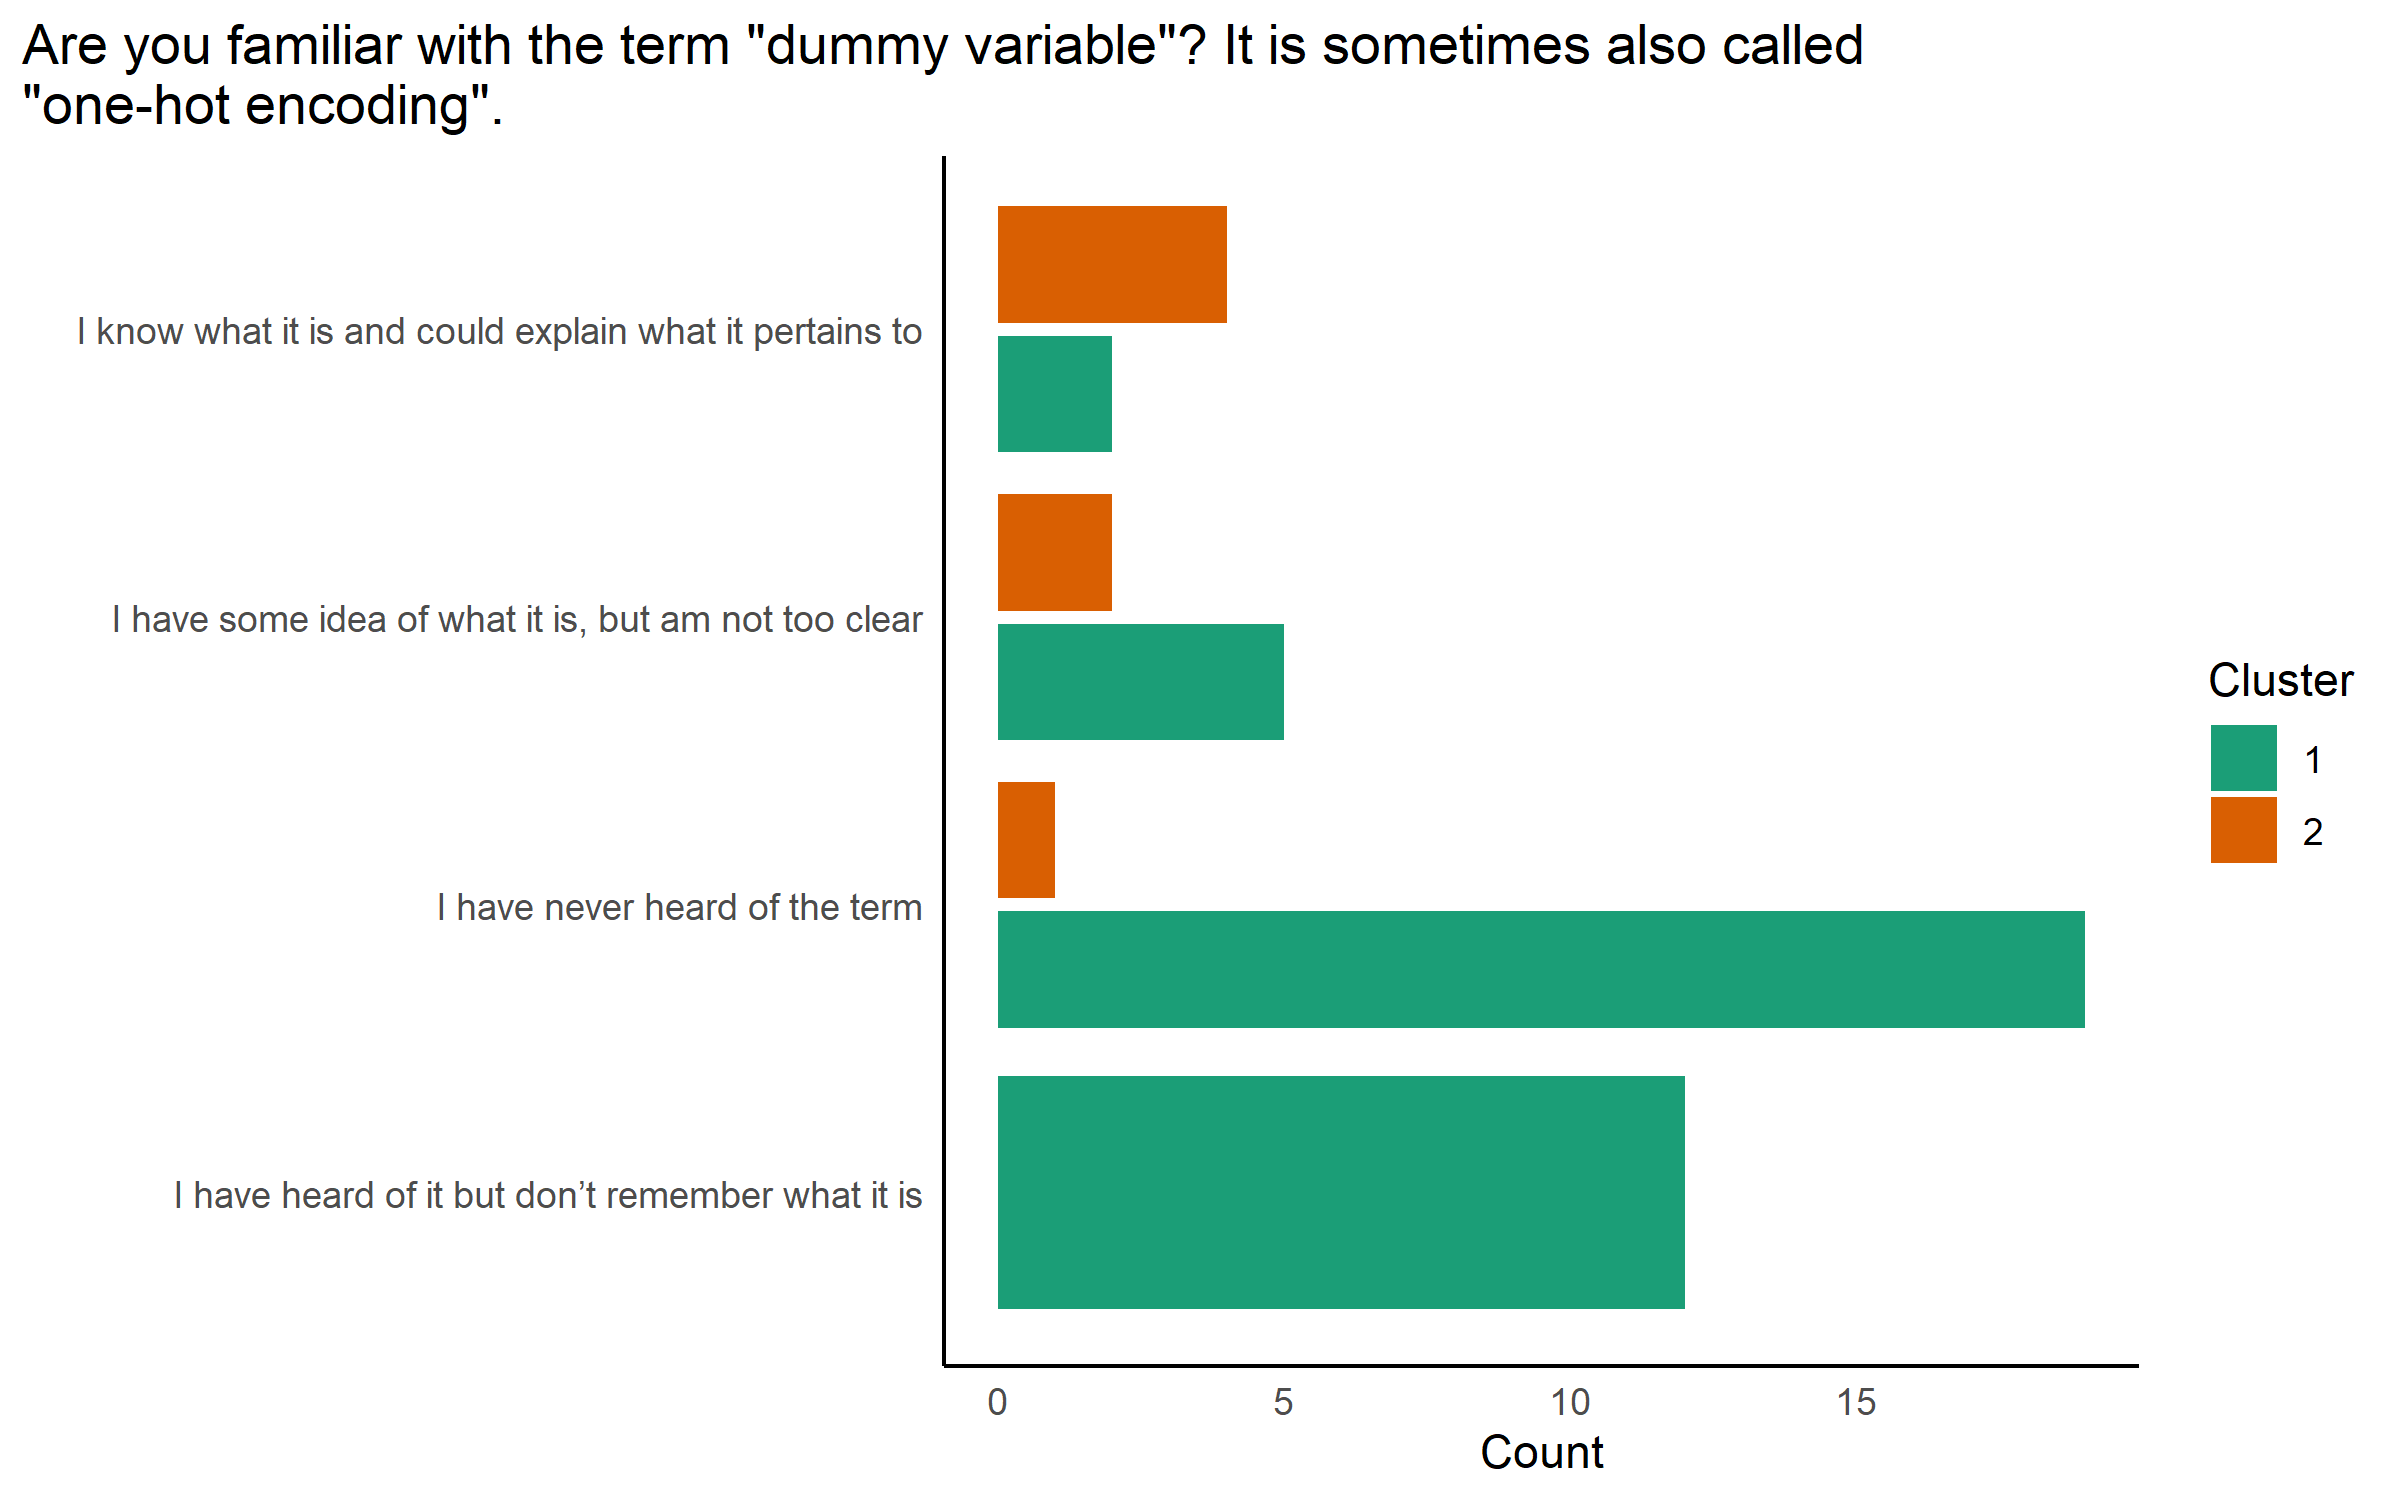 Are you familiar with the term "dummy variable"? It is sometimes also called
"one-hot encoding".
I know what it is and could explain what it pertains to
I have some idea of what it is, but am not too clear
I have never heard of the term
I have heard of it but don’t remember what it is
0 5 10 15
Count
Cluster
1
2